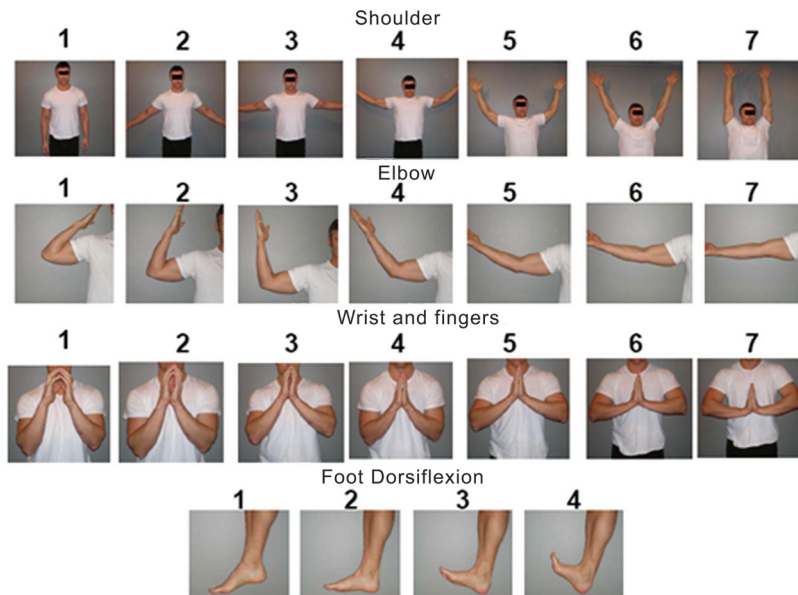 Shoulder
1 2 3 4 5 6 7
Elbow
1 2 3 4 5 6 7
Wrist and fingers
1 2 3 4 5 6 7
Foot Dorsiflexion
1 2 3 4